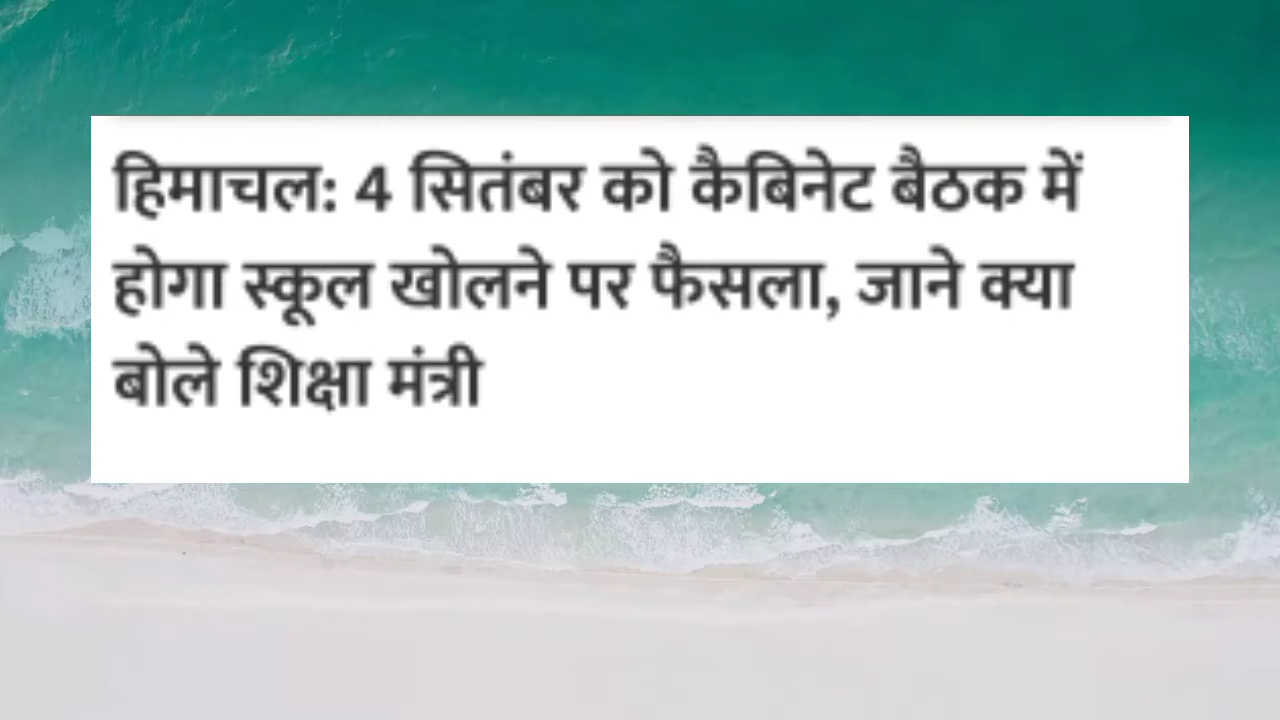 हिमाचल: 4 सितंबर को कैबिनेट बैठक में
होगा स्कूल खोलने पर फैसला, जाने क्या
बोले शिक्षा मंत्री